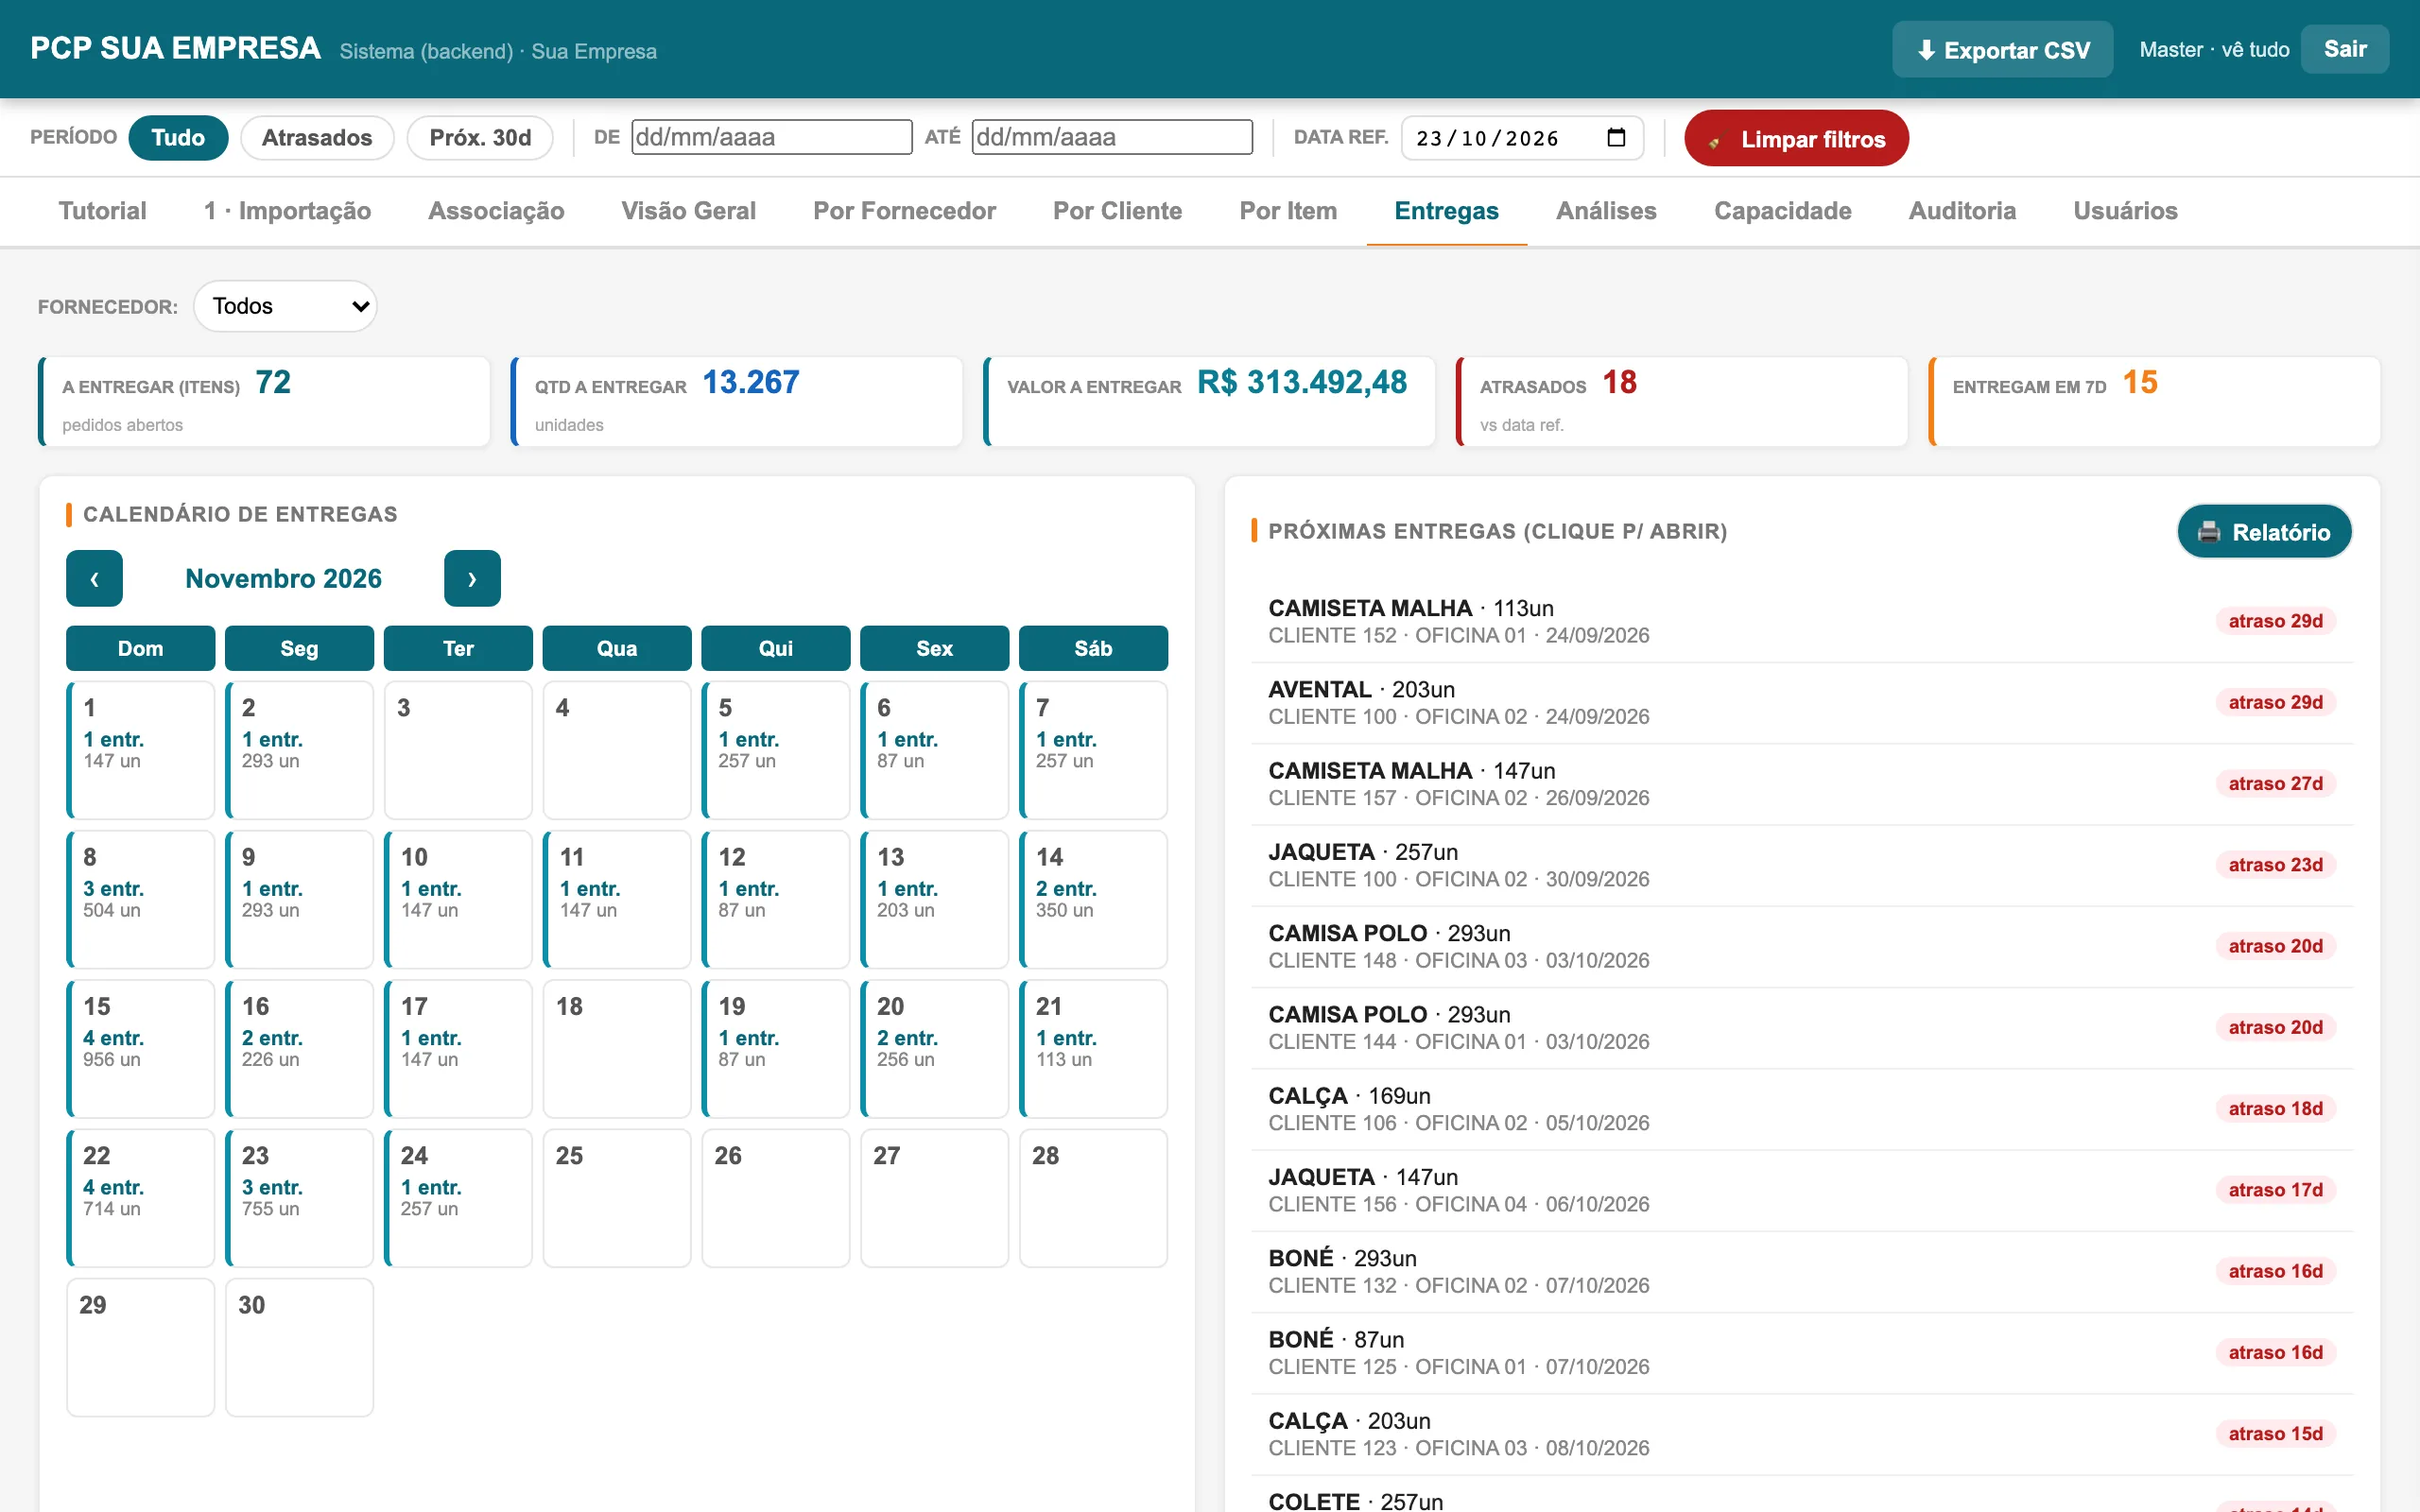 PCP SUA EMPRESA Sistema (backend) · Sua Empresa
Exportar CSV
Master · vê tudo
Sair
PERÍODO Tudo Atrasados Próx. 30d DE dd/mm/aaaa ATÉ dd/mm/aaaa DATA REF. 23/10/2026 Limpar filtros
Tutorial 1 · Importação Associação Visão Geral Por Fornecedor Por Cliente Por Item Entregas Análises Capacidade Auditoria Usuários
FORNECEDOR: Todos
A ENTREGAR (ITENS) 72
pedidos abertos
QTD A ENTREGAR 13.267
unidades
VALOR A ENTREGAR R$ 313.492,48
ATRASADOS 18
vs data ref.
ENTREGAM EM 7D 15
CALENDÁRIO DE ENTREGAS
‹ Novembro 2026 ›
Dom Seg Ter Qua Qui Sex Sáb
1
1 entr.
147 un
2
1 entr.
293 un
3
4
5
1 entr.
257 un
6
1 entr.
87 un
7
1 entr.
257 un
8
3 entr.
504 un
9
1 entr.
293 un
10
1 entr.
147 un
11
1 entr.
147 un
12
1 entr.
87 un
13
1 entr.
203 un
14
2 entr.
350 un
15
4 entr.
956 un
16
2 entr.
226 un
17
1 entr.
147 un
18
19
1 entr.
87 un
20
2 entr.
256 un
21
1 entr.
113 un
22
4 entr.
714 un
23
3 entr.
755 un
24
1 entr.
257 un
25
26
27
28
29
30
PRÓXIMAS ENTREGAS (CLIQUE P/ ABRIR)
Relatório
CAMISETA MALHA · 113un
CLIENTE 152 · OFICINA 01 · 24/09/2026
atraso 29d
AVENTAL · 203un
CLIENTE 100 · OFICINA 02 · 24/09/2026
atraso 29d
CAMISETA MALHA · 147un
CLIENTE 157 · OFICINA 02 · 26/09/2026
atraso 27d
JAQUETA · 257un
CLIENTE 100 · OFICINA 02 · 30/09/2026
atraso 23d
CAMISA POLO · 293un
CLIENTE 148 · OFICINA 03 · 03/10/2026
atraso 20d
CAMISA POLO · 293un
CLIENTE 144 · OFICINA 01 · 03/10/2026
atraso 20d
CALÇA · 169un
CLIENTE 106 · OFICINA 02 · 05/10/2026
atraso 18d
JAQUETA · 147un
CLIENTE 156 · OFICINA 04 · 06/10/2026
atraso 17d
BONÉ · 293un
CLIENTE 132 · OFICINA 02 · 07/10/2026
atraso 16d
BONÉ · 87un
CLIENTE 125 · OFICINA 01 · 07/10/2026
atraso 16d
CALÇA · 203un
CLIENTE 123 · OFICINA 03 · 08/10/2026
atraso 15d
COLETE · 257un